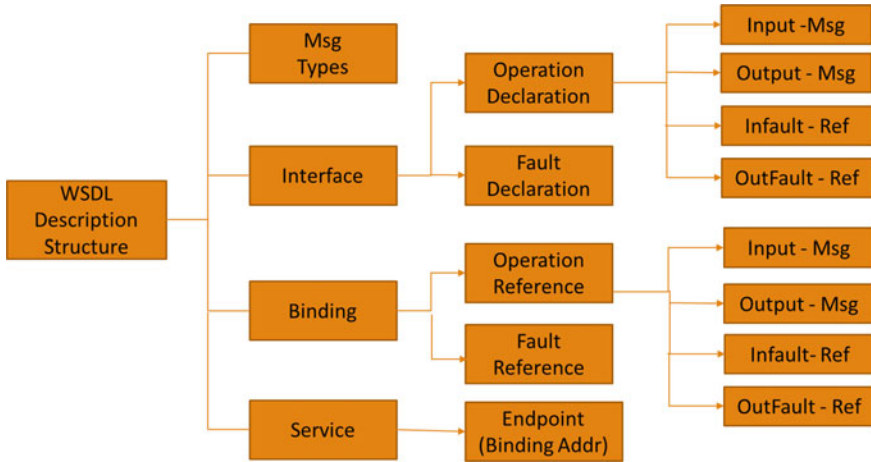 WSDL
Description
Structure
Msg
Types
Interface
Binding
Service
Operation
Declaration
Fault
Declaration
Operation
Reference
Fault
Reference
Endpoint
(Binding Addr)
Input -Msg
Output - Msg
Infault - Ref
OutFault - Ref
Input - Msg
Output - Msg
Infault- Ref
OutFault - Ref